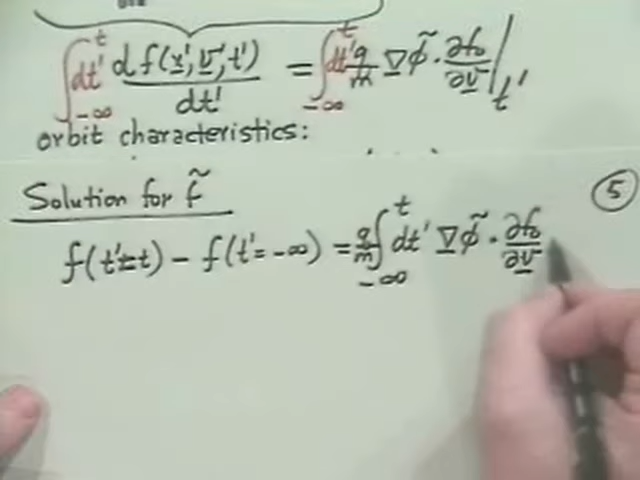 ∫_{-∞}^{t} dt' d f(x', v', t') / dt' = ∫_{-∞}^{t} dt' q/m ∇φ̃ · ∂f₀/∂v |_{t'}
orbit characteristics:
Solution for f̃
⑤
f(t'=t) - f(t'=-∞) = q/m ∫_{-∞}^{t} dt' ∇φ̃ · ∂f₀/∂v